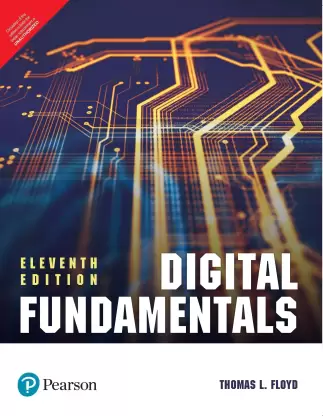 ELEVENTH
EDITION
DIGITAL
FUNDAMENTALS
Pearson
THOMAS L. FLOYD